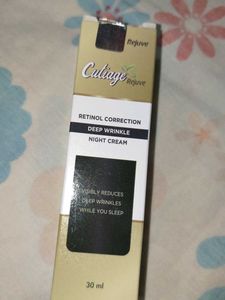 Rejuve
Cutiage
Rejuve
RETINOL CORRECTION
DEEP WRINKLE
NIGHT CREAM
VISIBLY REDUCES
DEEP WRINKLES
WHILE YOU SLEEP
30 ml